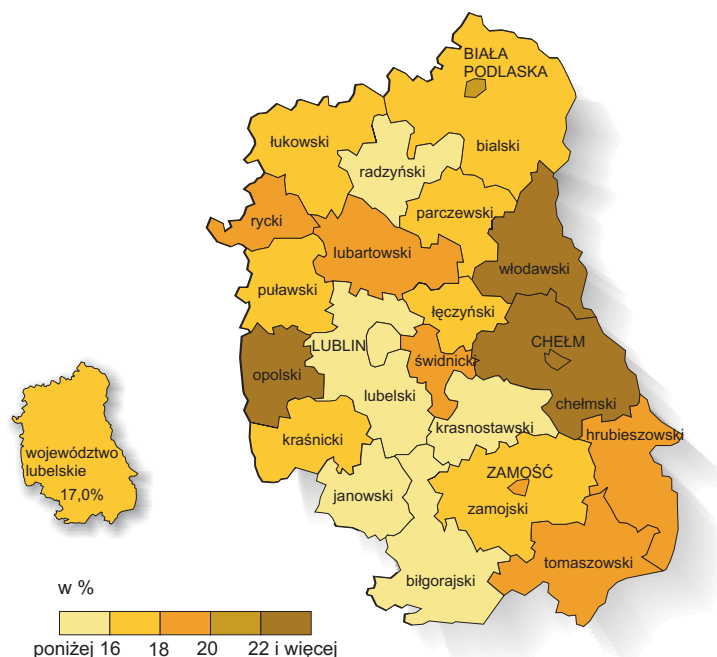 BIAŁA
PODLASKA
łukowski
bialski
radzyński
parczewski
rycki
lubartowski
włodawski
puławski
łęczyński
LUBLIN
CHEŁM
świdnicki
opolski
lubelski
chełmski
krasnostawski
hrubieszowski
kraśnicki
województwo
lubelskie
17,0%
ZAMOŚĆ
janowski
zamojski
tomaszowski
biłgorajski
w %
poniżej 16 18 20 22 i więcej